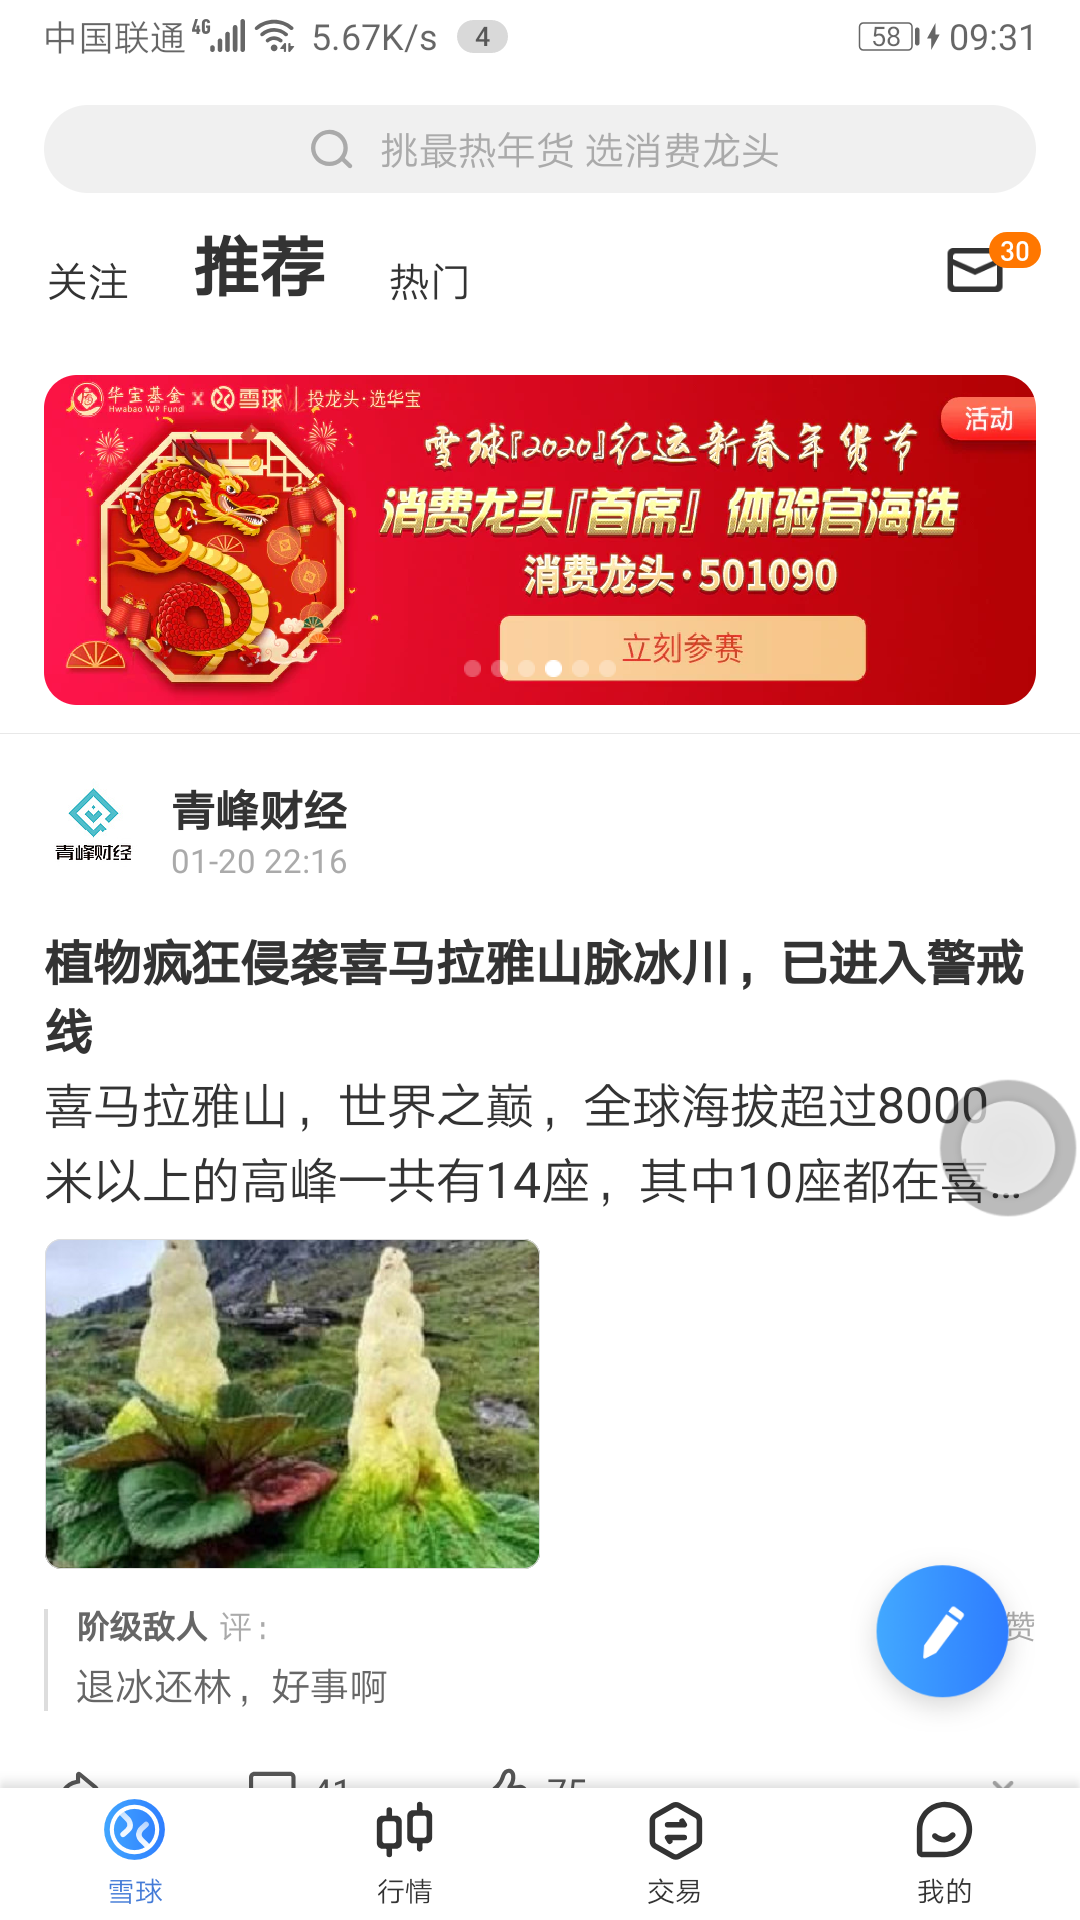 中国联通 4G 5.67K/s 4 58 09:31
挑最热年货 选消费龙头
关注 推荐 热门 30
华宝基金 Hwabao WP Fund x 雪球 投龙头·选华宝
活动
雪球『2020』红运新春年货节
消费龙头『首席』体验官海选
消费龙头·501090
立刻参赛
青峰财经
青峰财经
01-20 22:16
植物疯狂侵袭喜马拉雅山脉冰川，已进入警戒
线
喜马拉雅山，世界之巅，全球海拔超过8000
米以上的高峰一共有14座，其中10座都在喜...
阶级敌人 评： 赞
退冰还林，好事啊
41 75
雪球 行情 交易 我的